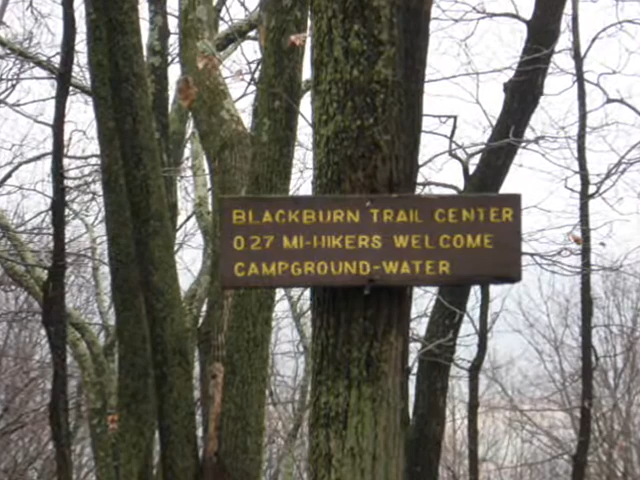 BLACKBURN TRAIL CENTER
0.27 MI-HIKERS WELCOME
CAMPGROUND-WATER